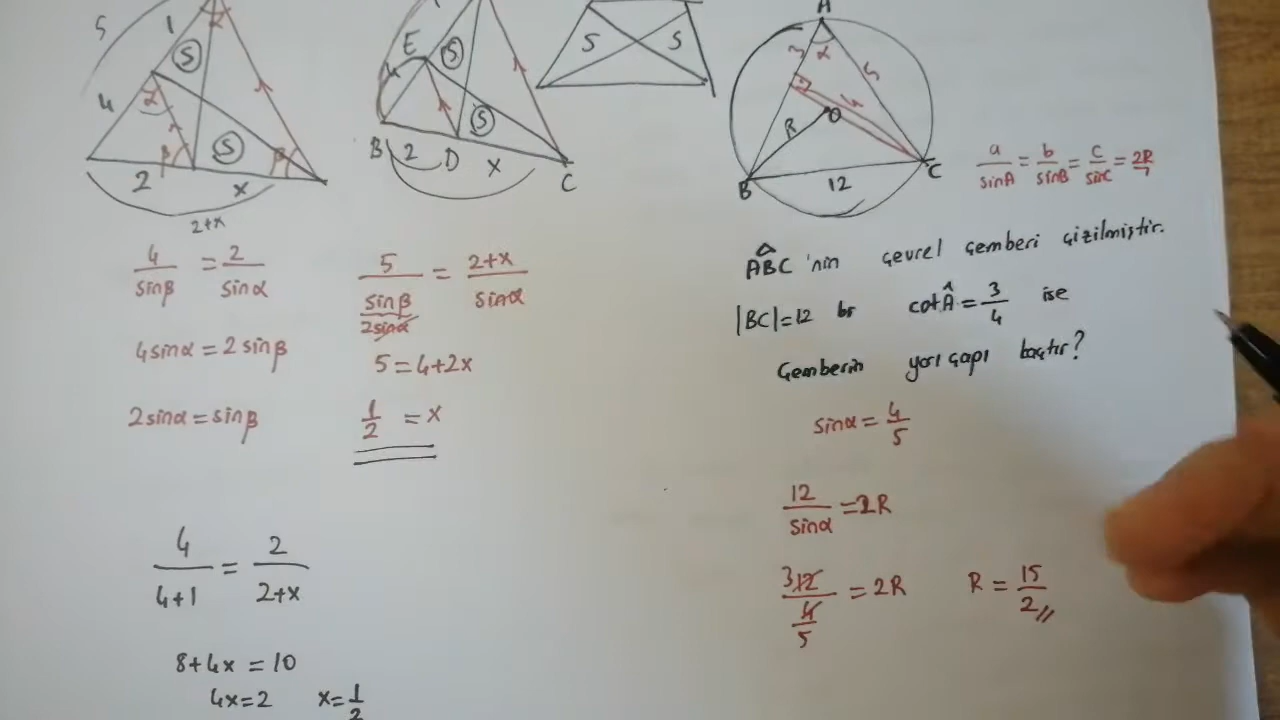 5
1
S
4
α
β
S
β
2
x
2+x
4/sinβ = 2/sinα
4sinα = 2sinβ
2sinα = sinβ
4/(4+1) = 2/(2+x)
8+4x = 10
4x=2 x=1/2
E
S
4
S
B
2
D
x
C
5/sinβ = (2+x)/sinα
2sinα
5=4+2x
1/2 = x
S
S
A
3
α
5
4
R
O
B
12
C
a/sinA = b/sinB = c/sinC = 2R
ABC 'nin çevrel çemberi çizilmiştir.
|BC|=12 br cotA = 3/4 ise
Çemberin yarıçapı kaçtır?
sinα = 4/5
12/sinα = 2R
3 12/(4/5) = 2R R = 15/2